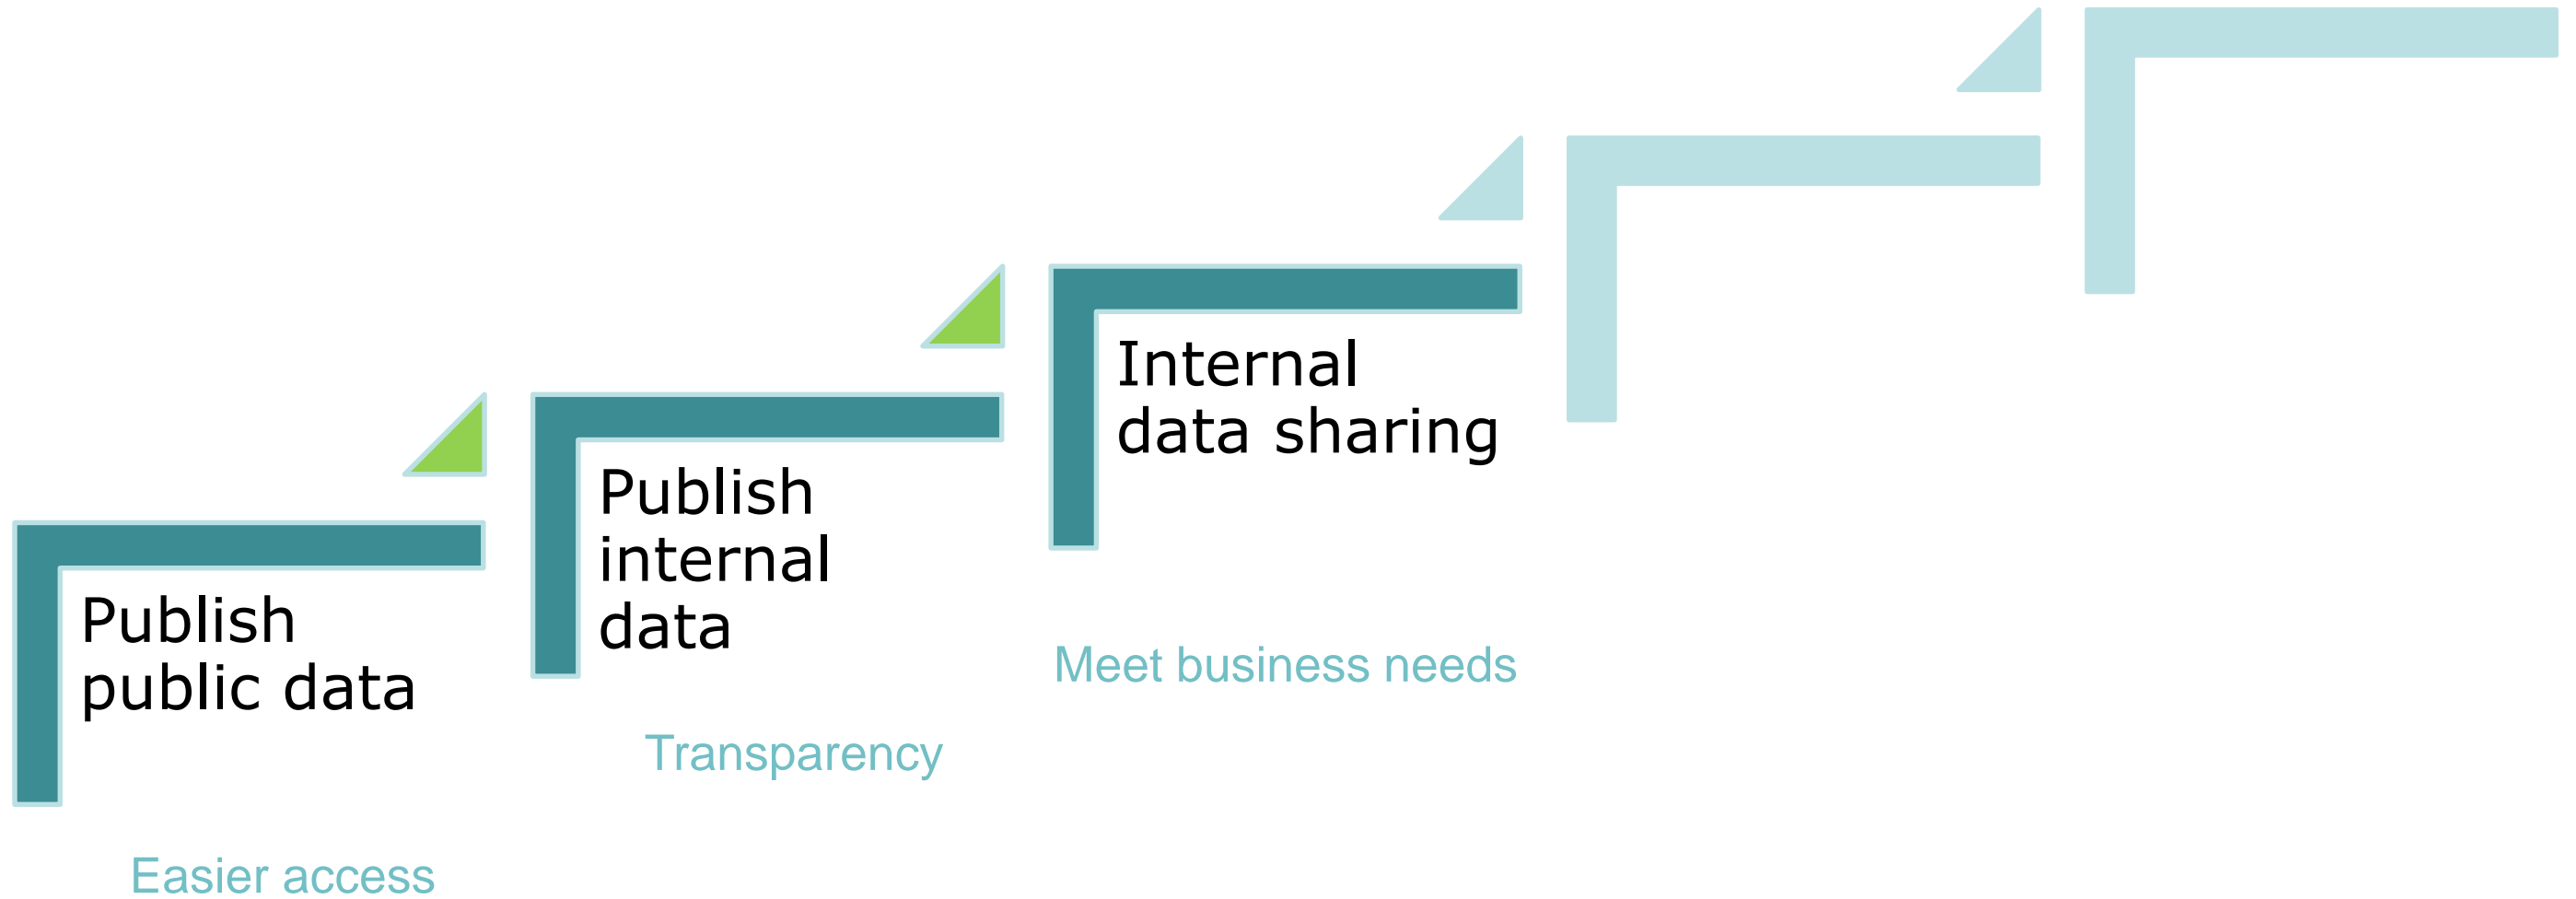 Publish
public data
Easier access
Publish
internal
data
Transparency
Internal
data sharing
Meet business needs